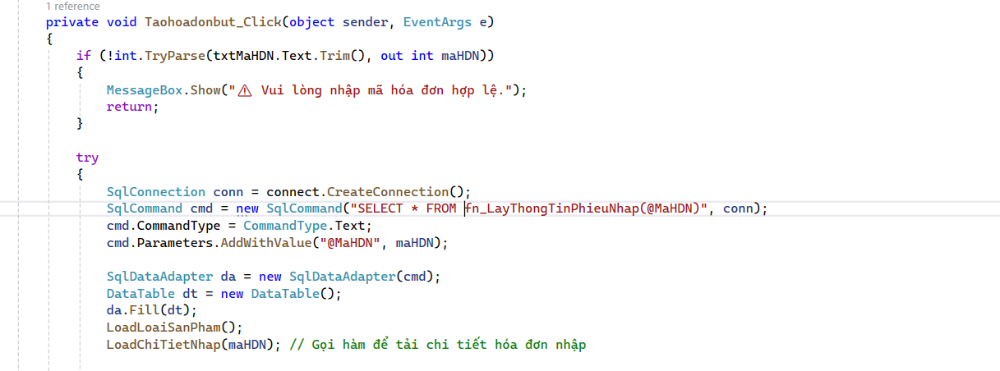 1 reference
private void Taohoadonbut_Click(object sender, EventArgs e)
{
if (!int.TryParse(txtMaHDN.Text.Trim(), out int maHDN))
{
MessageBox.Show("⚠ Vui lòng nhập mã hóa đơn hợp lệ.");
return;
}
try
{
SqlConnection conn = connect.CreateConnection();
SqlCommand cmd = new SqlCommand("SELECT * FROM fn_LayThongTinPhieuNhap(@MaHDN)", conn);
cmd.CommandType = CommandType.Text;
cmd.Parameters.AddWithValue("@MaHDN", maHDN);
SqlDataAdapter da = new SqlDataAdapter(cmd);
DataTable dt = new DataTable();
da.Fill(dt);
LoadLoaiSanPham();
LoadChiTietNhap(maHDN); // Gọi hàm để tải chi tiết hóa đơn nhập